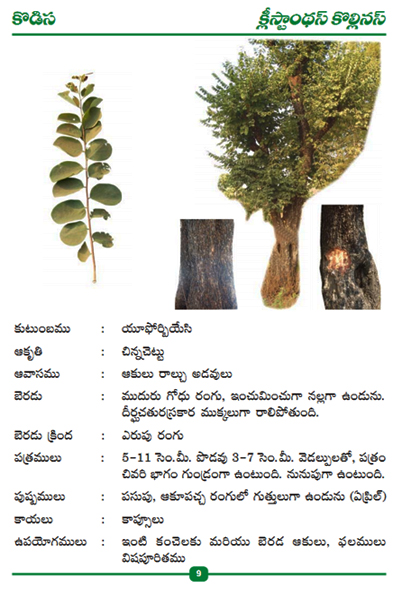 కొడిస
క్లీస్టాంథస్ కొల్లినస్
కుటుంబము : యూఫోర్బియేసి
ఆకృతి : చిన్నచెట్టు
ఆవాసము : ఆకులు రాల్చు అడవులు
బెరడు : ముదురు గోధు రంగు, ఇంచుమించుగా నల్లగా ఉండును.
దీర్ఘచతురస్రకార ముక్కలుగా రాలిపోతుంది.
బెరడు క్రింద : ఎరుపు రంగు
పత్రములు : 5-11 సెం.మీ. పొడవు 3-7 సెం.మీ. వెడల్పులతో, పత్రం
చివరి భాగం గుండ్రంగా ఉంటుంది. నునుపుగా ఉంటుంది.
పుష్పములు : పసుపు, ఆకూపచ్చ రంగులో గుత్తులుగా ఉండును (ఏప్రిల్)
కాయలు : కాప్సూలు
ఉపయోగములు : ఇంటి కంచెలకు మరియు బెరడ ఆకులు, ఫలములు
విషపూరితము
9